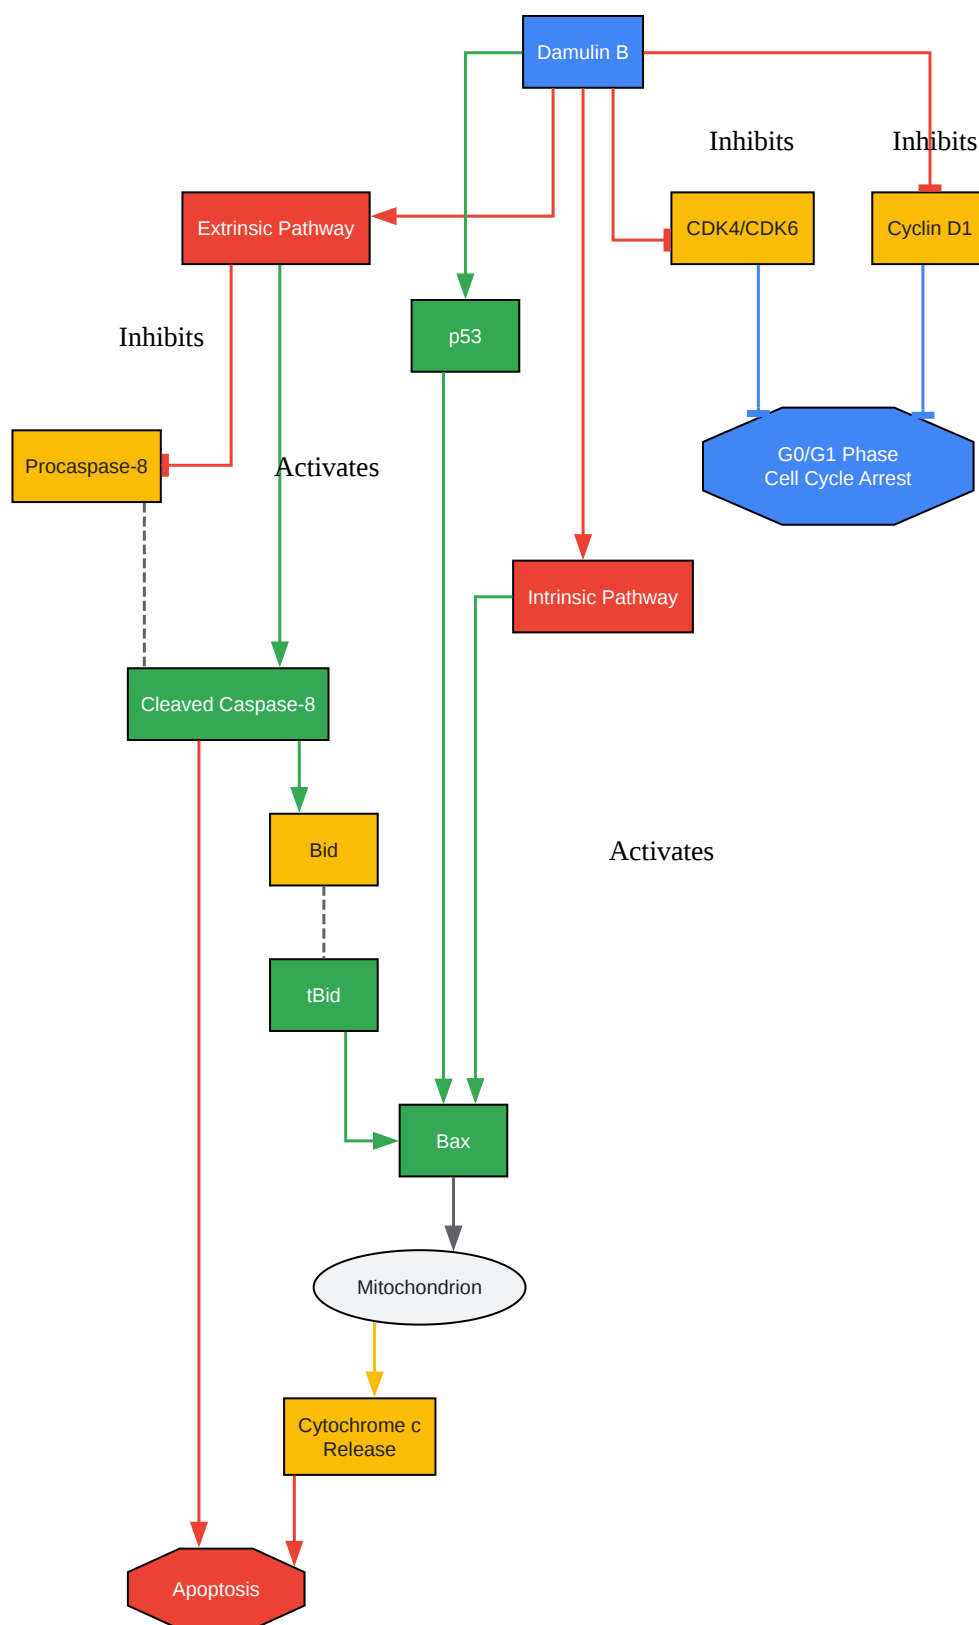 Damulin B
Inhibits
Inhibits
Extrinsic Pathway
CDK4/CDK6
Cyclin D1
Inhibits
p53
Procaspase-8
Activates
G0/G1 Phase
Cell Cycle Arrest
Intrinsic Pathway
Cleaved Caspase-8
Bid
Activates
tBid
Bax
Mitochondrion
Cytochrome c
Release
Apoptosis